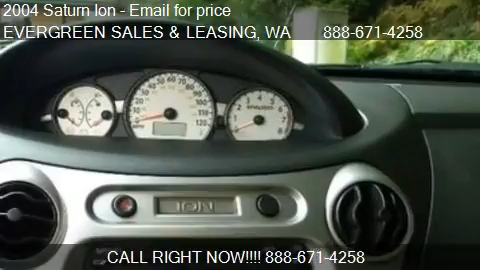 2004 Saturn Ion - Email for price
EVERGREEN SALES & LEASING, WA 888-671-4258
ION
CALL RIGHT NOW!!!! 888-671-4258